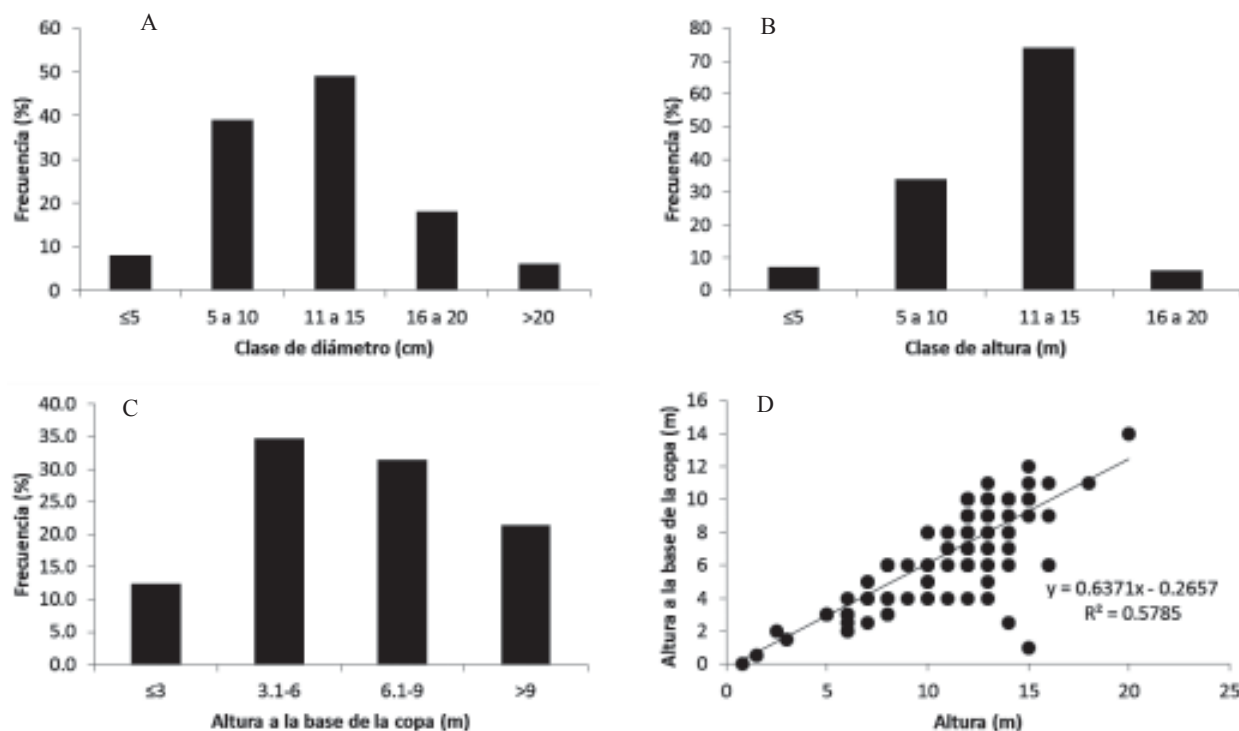 A
Frecuencia (%)
60
50
40
30
20
10
0
≤5 5 a 10 11 a 15 16 a 20 >20
Clase de diámetro (cm)
B
Frecuencia (%)
80
70
60
50
40
30
20
10
0
≤5 5 a 10 11 a 15 16 a 20
Clase de altura (m)
C
Frecuencia (%)
40.0
35.0
30.0
25.0
20.0
15.0
10.0
5.0
0.0
≤3 3.1-6 6.1-9 >9
Altura a la base de la copa (m)
D
Altura a la base de la copa (m)
16
14
12
10
8
6
4
2
0
y = 0.6371x - 0.2657
R² = 0.5785
0 5 10 15 20 25
Altura (m)